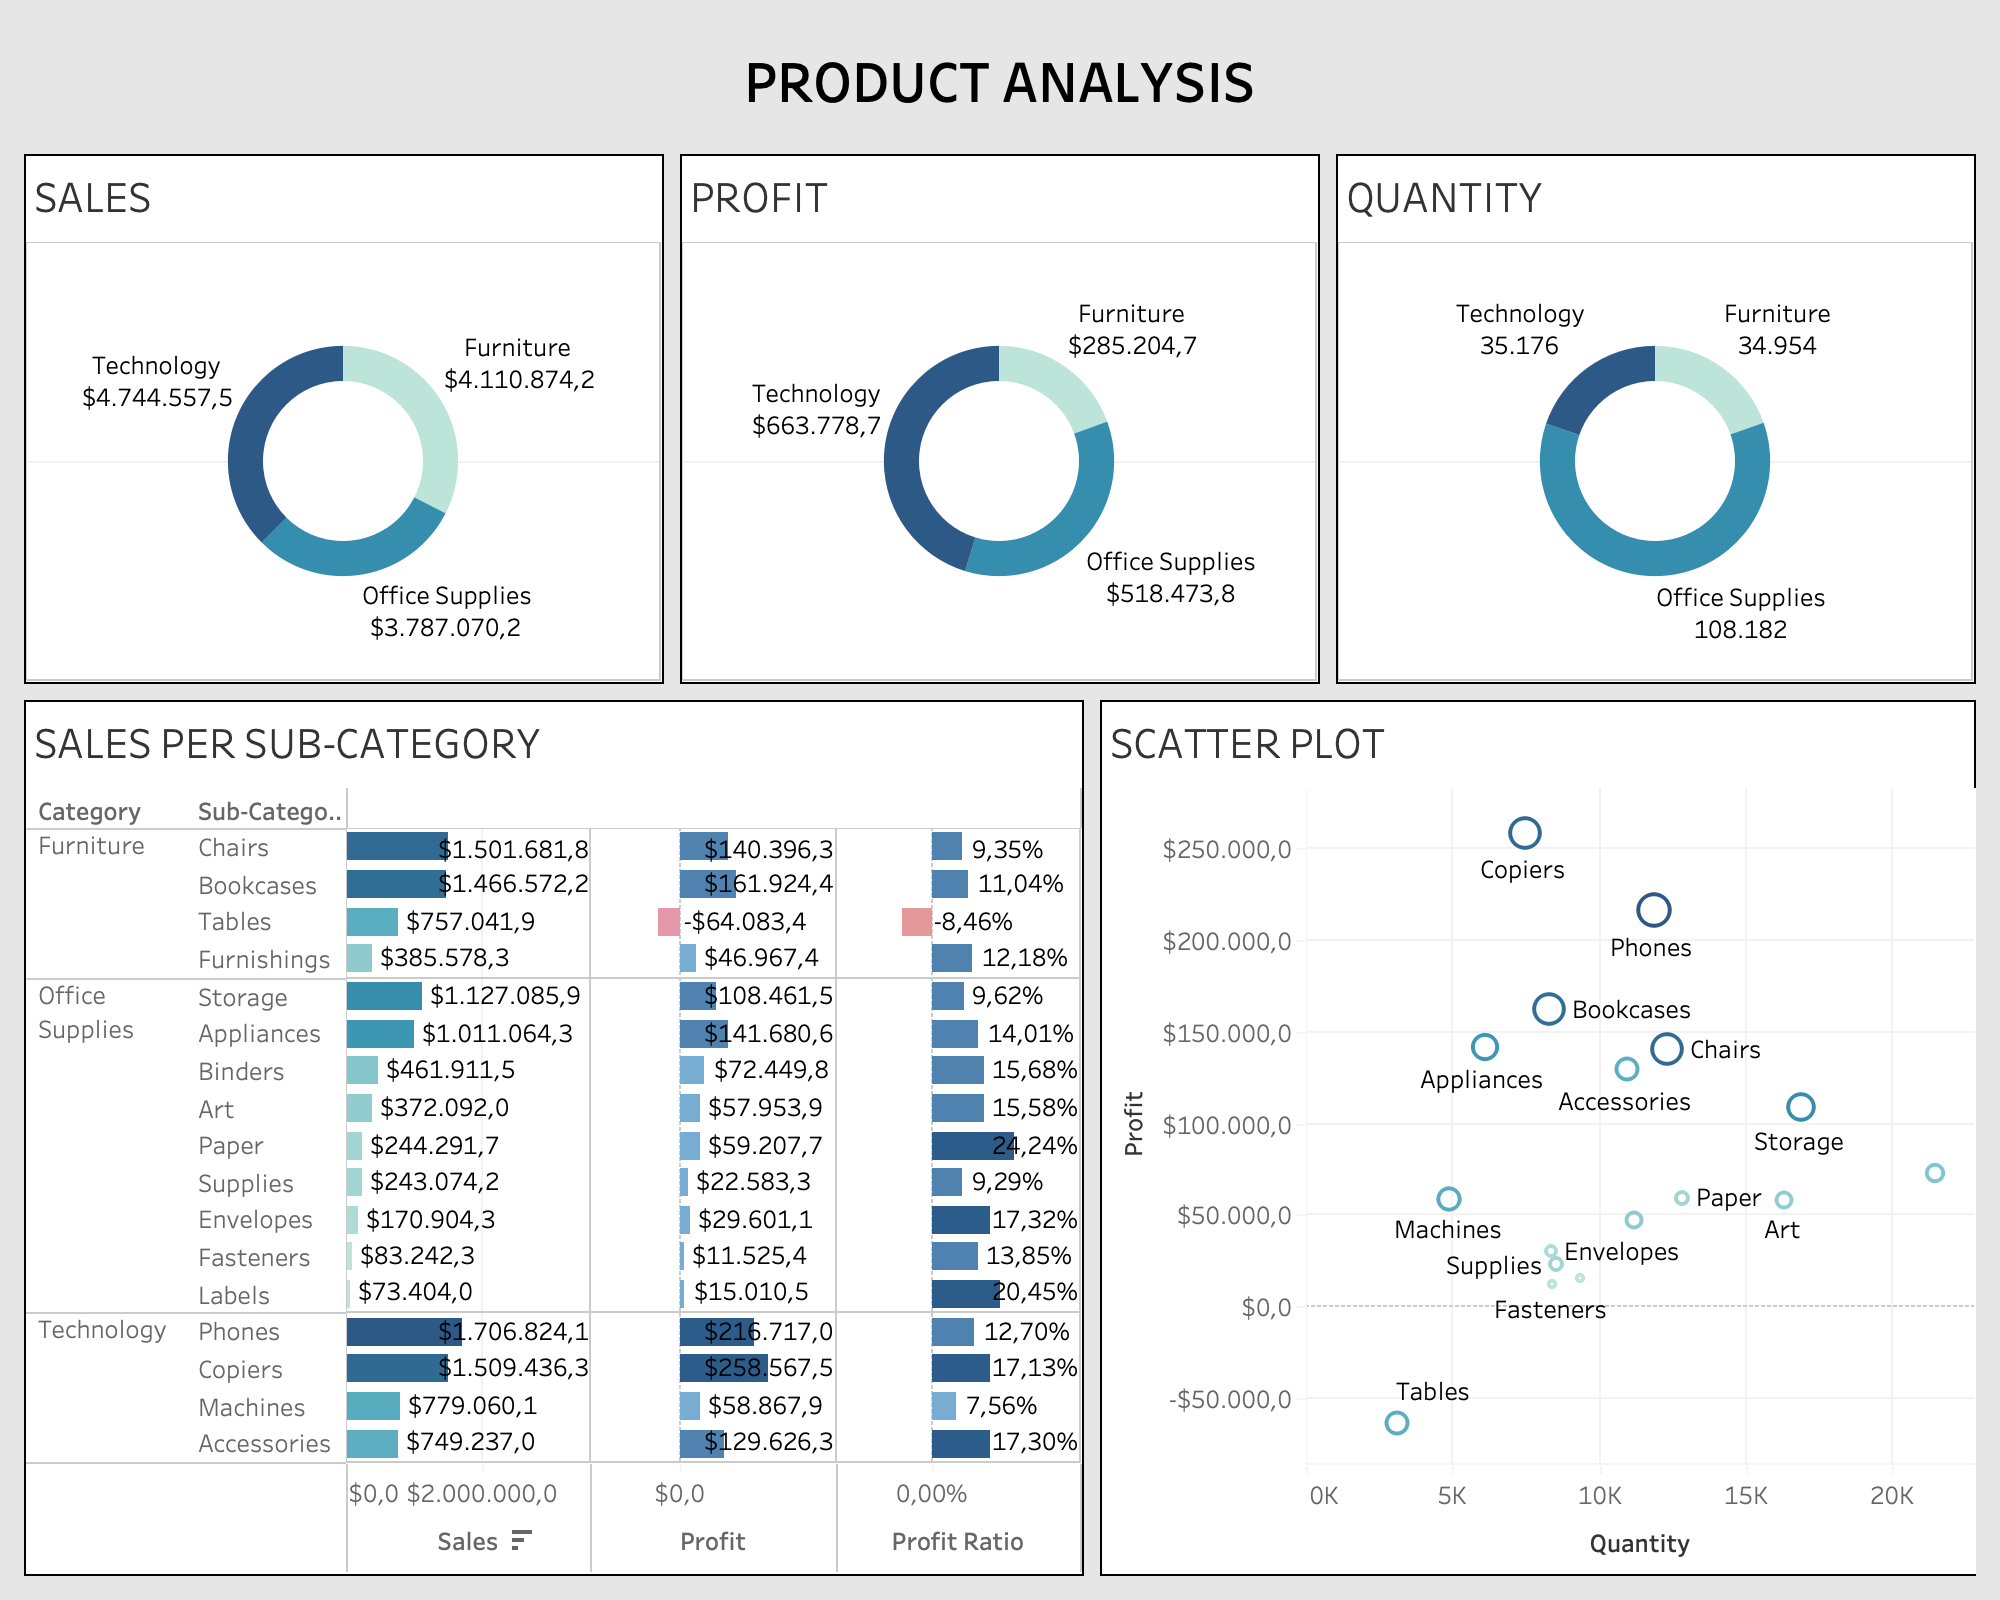 PRODUCT ANALYSIS
SALES
Technology
$4.744.557,5
Furniture
$4.110.874,2
Office Supplies
$3.787.070,2
PROFIT
Furniture
$285.204,7
Technology
$663.778,7
Office Supplies
$518.473,8
QUANTITY
Technology
35.176
Furniture
34.954
Office Supplies
108.182
SALES PER SUB-CATEGORY
Category Sub-Catego..
Furniture Chairs $1.501.681,8 $140.396,3 9,35%
Bookcases $1.466.572,2 $161.924,4 11,04%
Tables $757.041,9 -$64.083,4 -8,46%
Furnishings $385.578,3 $46.967,4 12,18%
Office Storage $1.127.085,9 $108.461,5 9,62%
Supplies Appliances $1.011.064,3 $141.680,6 14,01%
Binders $461.911,5 $72.449,8 15,68%
Art $372.092,0 $57.953,9 15,58%
Paper $244.291,7 $59.207,7 24,24%
Supplies $243.074,2 $22.583,3 9,29%
Envelopes $170.904,3 $29.601,1 17,32%
Fasteners $83.242,3 $11.525,4 13,85%
Labels $73.404,0 $15.010,5 20,45%
Technology Phones $1.706.824,1 $216.717,0 12,70%
Copiers $1.509.436,3 $258.567,5 17,13%
Machines $779.060,1 $58.867,9 7,56%
Accessories $749.237,0 $129.626,3 17,30%
$0,0 $2.000.000,0 $0,0 0,00%
Sales Profit Profit Ratio
SCATTER PLOT
Profit
$250.000,0
$200.000,0
$150.000,0
$100.000,0
$50.000,0
$0,0
-$50.000,0
Copiers
Phones
Bookcases
Chairs
Appliances
Accessories
Storage
Paper
Machines
Art
Envelopes
Supplies
Fasteners
Tables
0K 5K 10K 15K 20K
Quantity